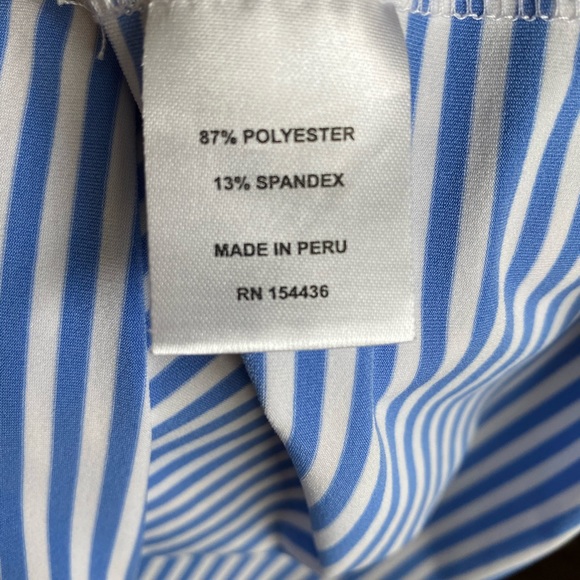 87% POLYESTER
13% SPANDEX
MADE IN PERU
RN 154436